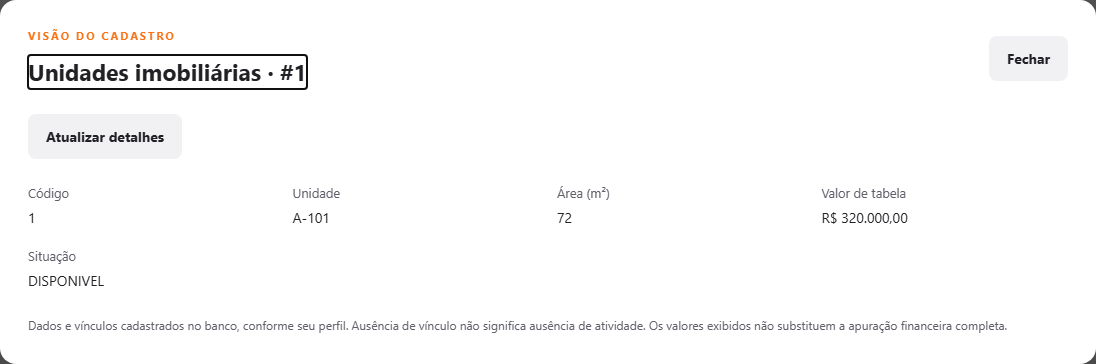 VISÃO DO CADASTRO
Unidades imobiliárias · #1
Fechar
Atualizar detalhes
Código
1
Unidade
A-101
Área (m²)
72
Valor de tabela
R$ 320.000,00
Situação
DISPONIVEL
Dados e vínculos cadastrados no banco, conforme seu perfil. Ausência de vínculo não significa ausência de atividade. Os valores exibidos não substituem a apuração financeira completa.